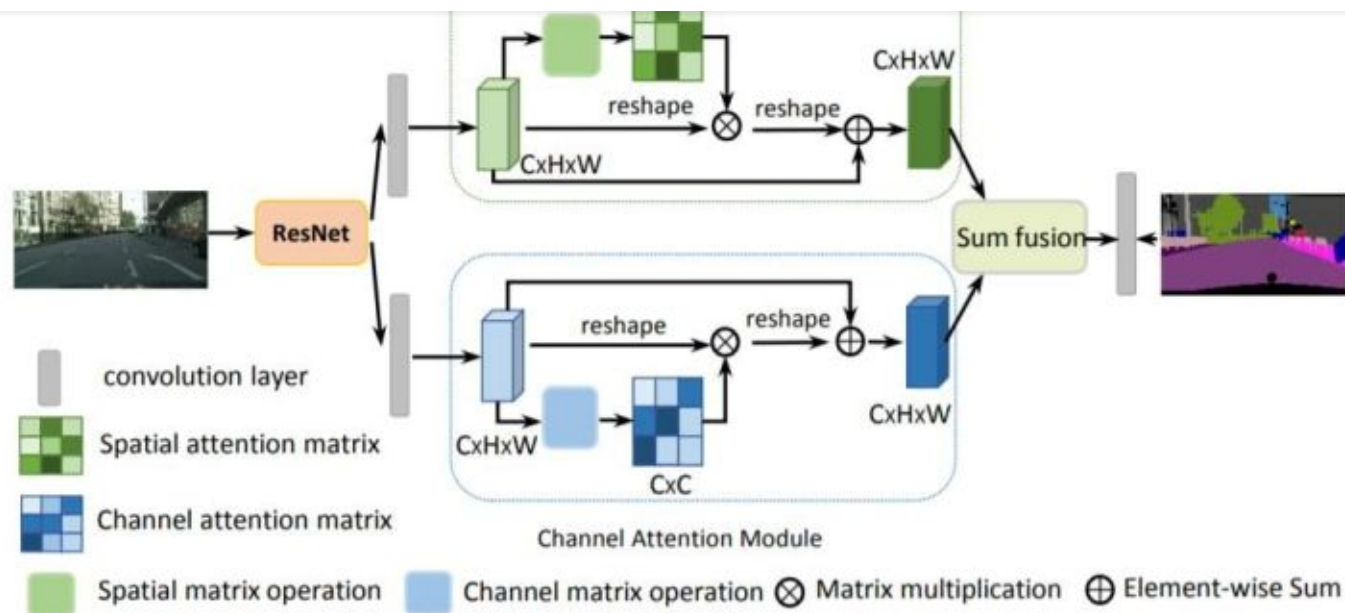 CxHxW
reshape
reshape
CxHxW
ResNet
Sum fusion
reshape
reshape
convolution layer
CxHxW
CxHxW
Spatial attention matrix
CxC
Channel attention matrix
Channel Attention Module
Spatial matrix operation
Channel matrix operation
Matrix multiplication
Element-wise Sum